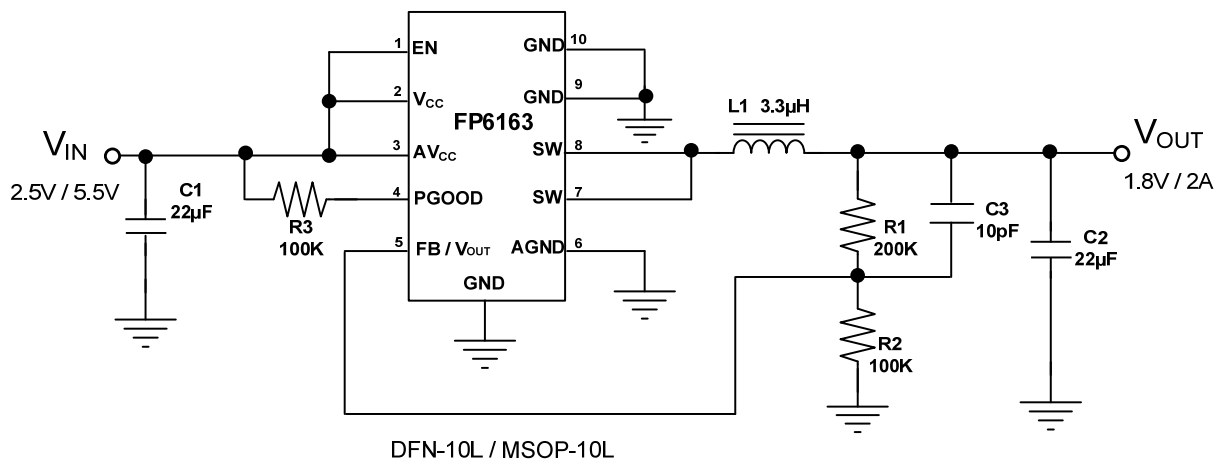 1 EN
2 VCC
3 AVCC
4 PGOOD
5 FB / VOUT
GND 10
GND 9
SW 8
SW 7
AGND 6
GND
FP6163
VIN
2.5V / 5.5V
C1
22µF
R3
100K
L1 3.3µH
VOUT
1.8V / 2A
R1
200K
C3
10pF
C2
22µF
R2
100K
DFN-10L / MSOP-10L